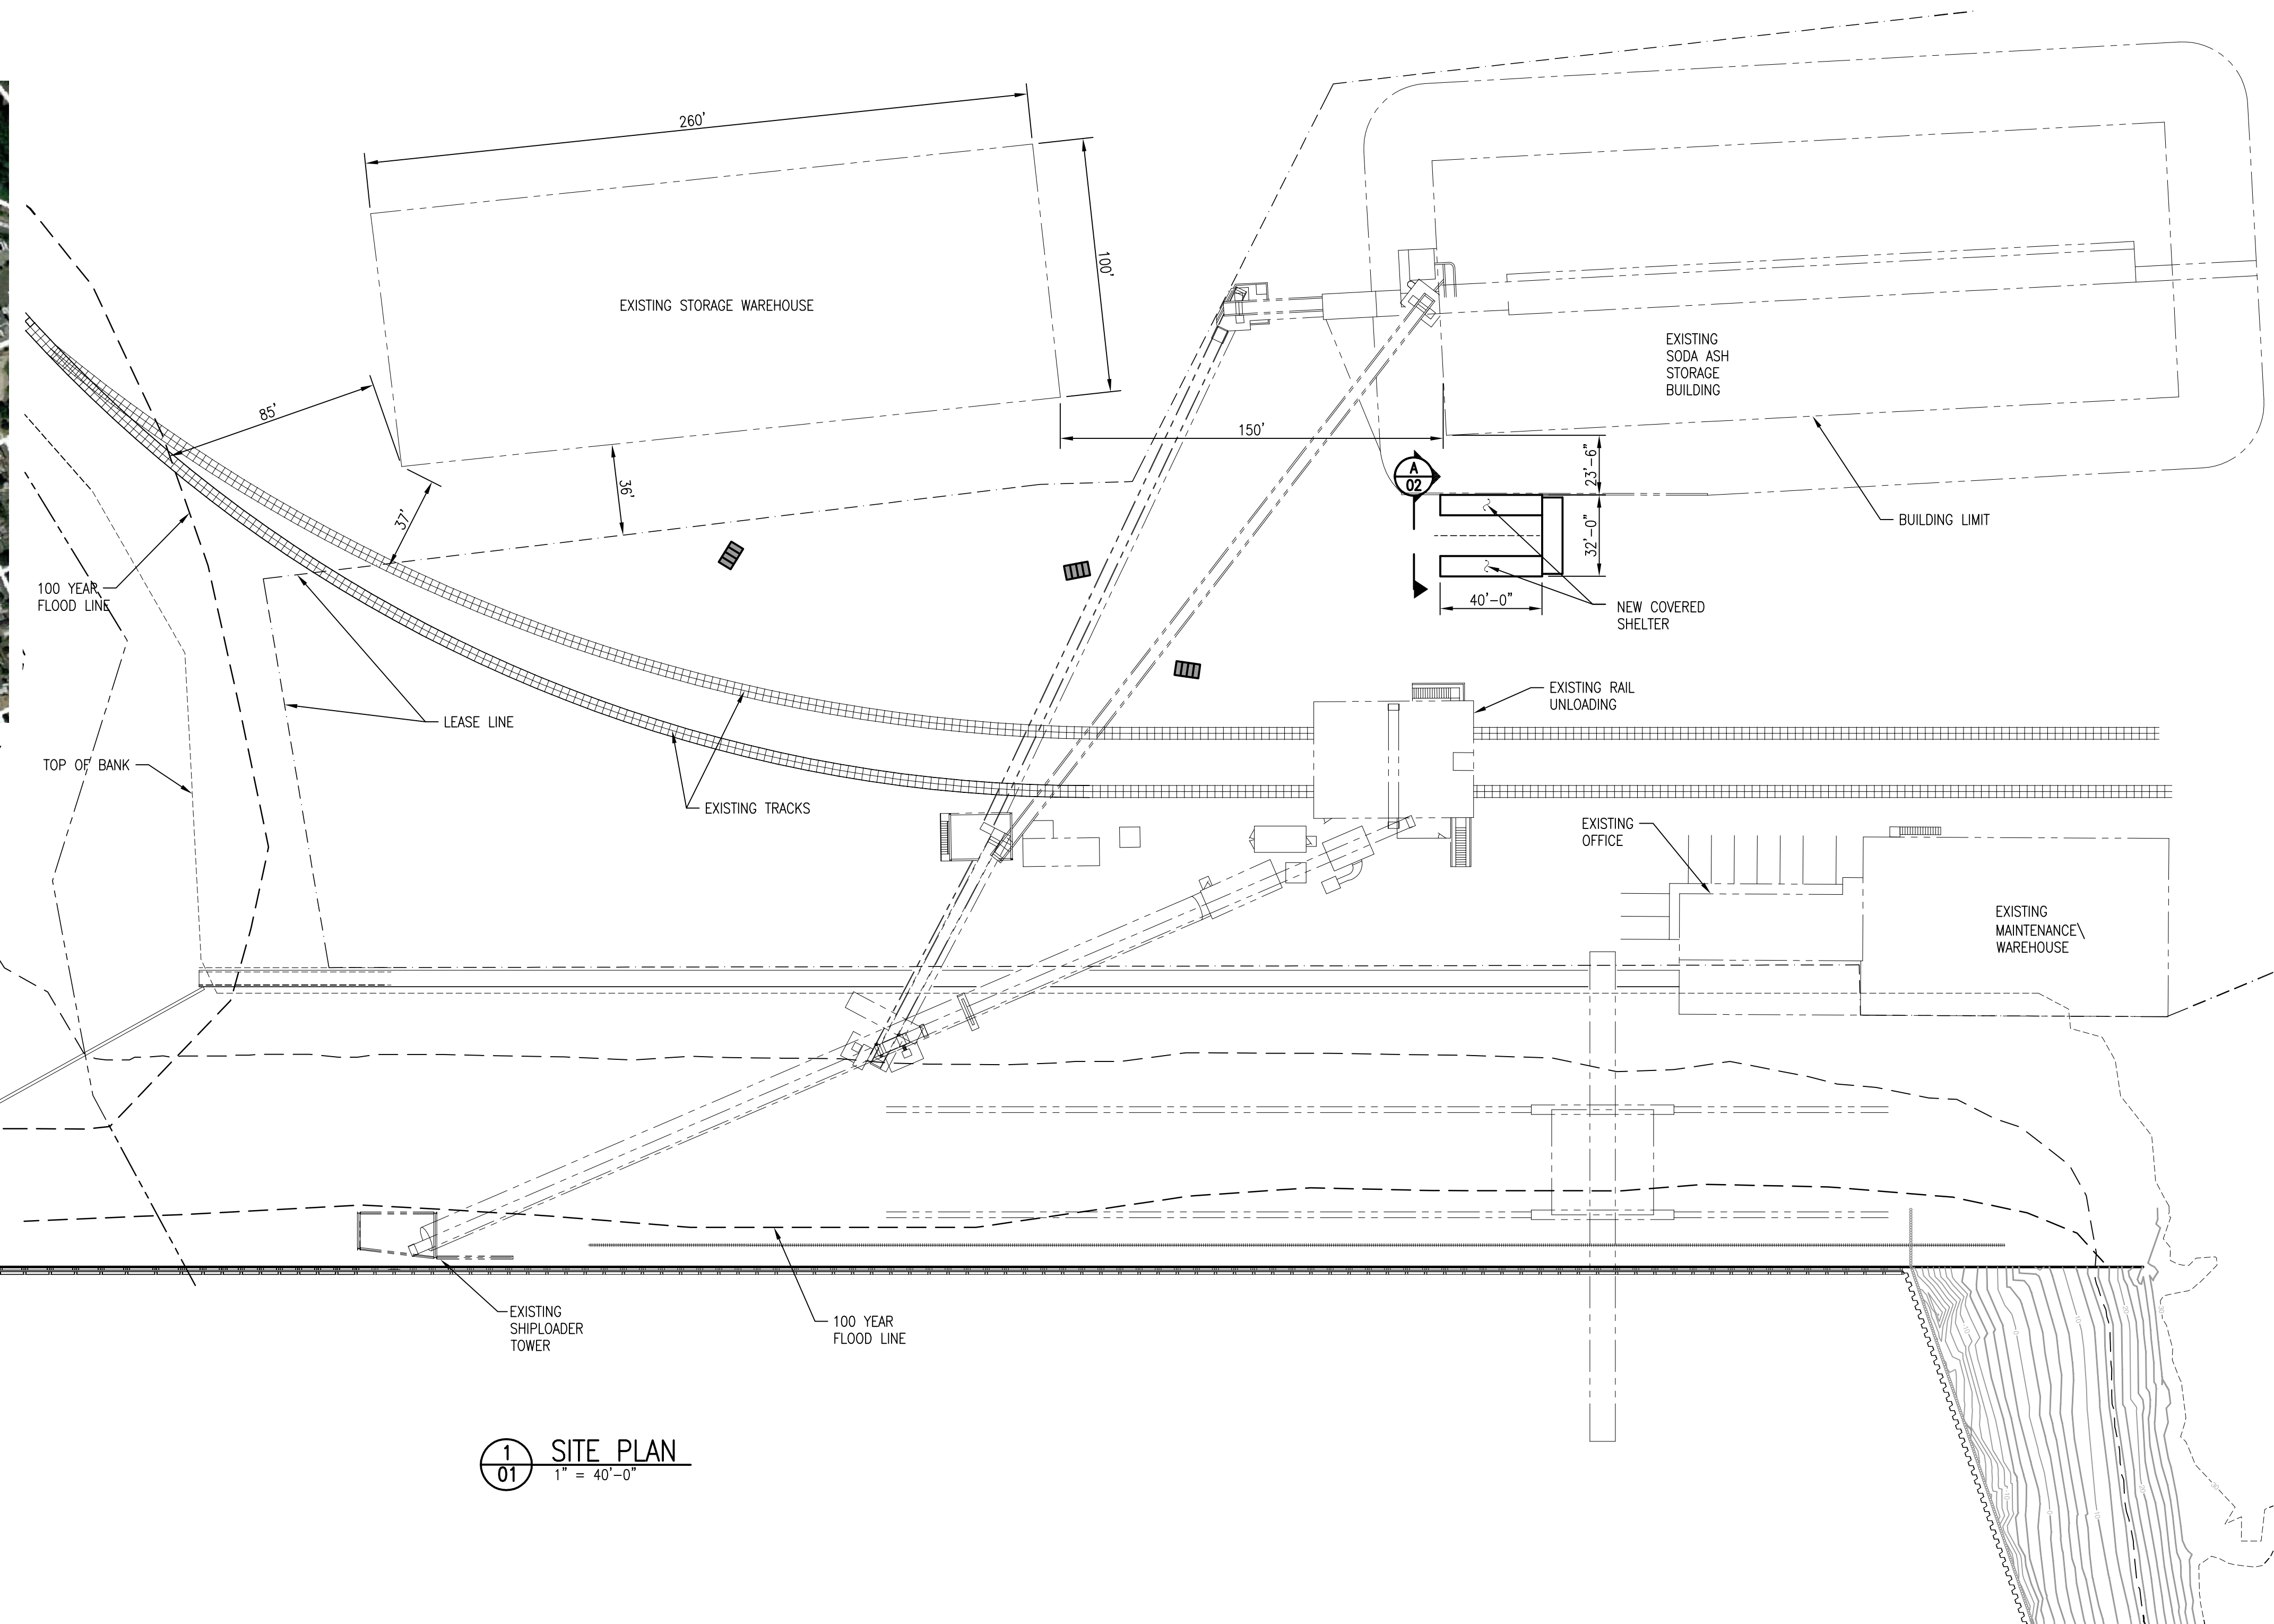 260'
100'
EXISTING STORAGE WAREHOUSE
EXISTING
SODA ASH
STORAGE
BUILDING
85'
150'
37'
36'
A
02
23'-6"
32'-0"
40'-0"
BUILDING LIMIT
NEW COVERED
SHELTER
100 YEAR
FLOOD LINE
LEASE LINE
EXISTING RAIL
UNLOADING
TOP OF BANK
EXISTING TRACKS
EXISTING
OFFICE
EXISTING
MAINTENANCE\
WAREHOUSE
EXISTING
SHIPLOADER
TOWER
100 YEAR
FLOOD LINE
1
01
SITE PLAN
1" = 40'-0"